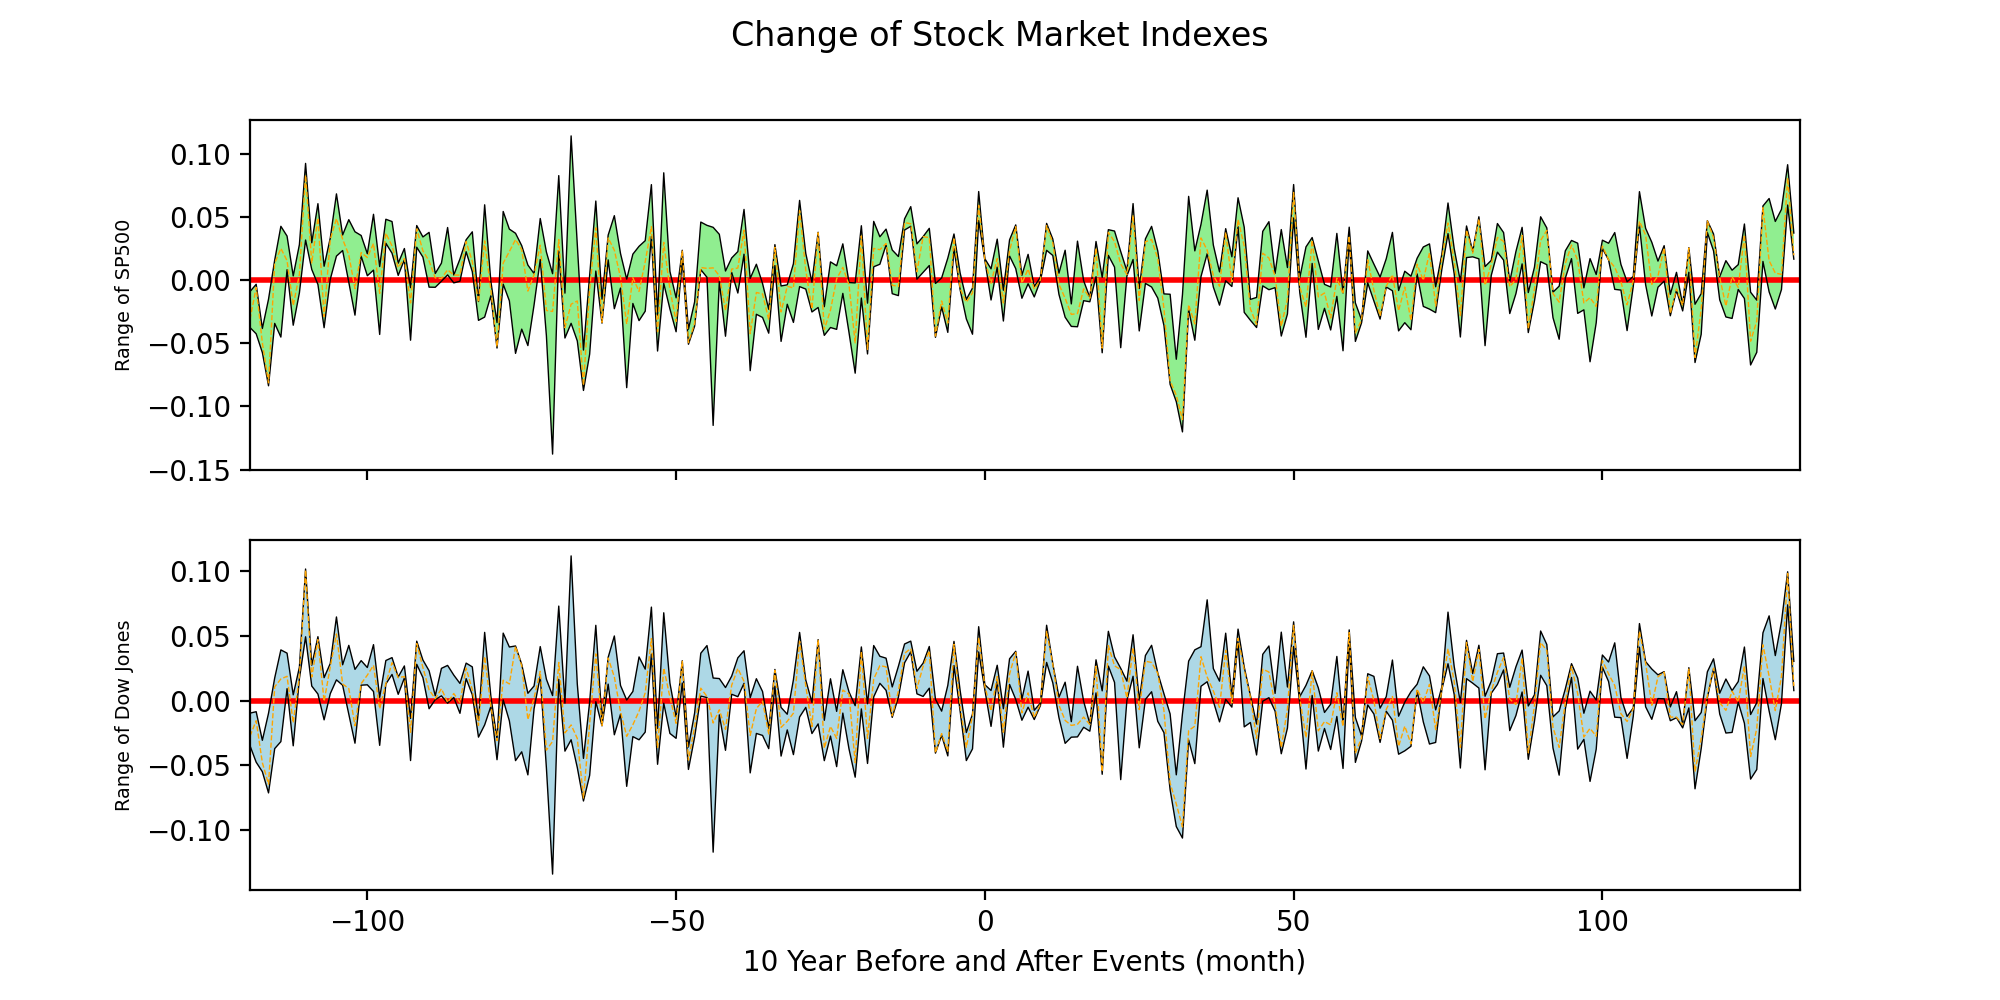 Change of Stock Market Indexes
0.10
0.05
0.00
−0.05
−0.10
−0.15
Range of SP500
0.10
0.05
0.00
−0.05
−0.10
Range of Dow Jones
−100 −50 0 50 100
10 Year Before and After Events (month)